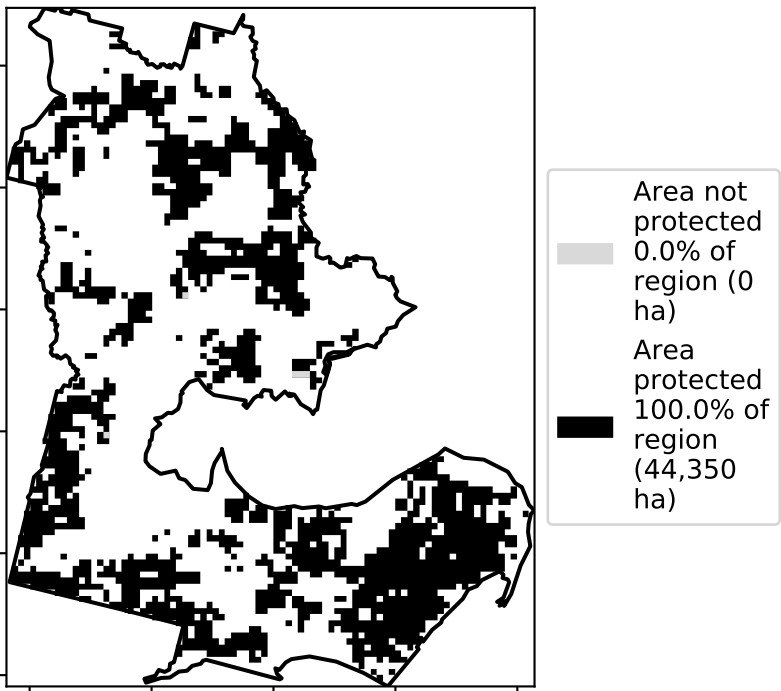 Area not
protected
0.0% of
region (0
ha)
Area
protected
100.0% of
region
(44,350
ha)